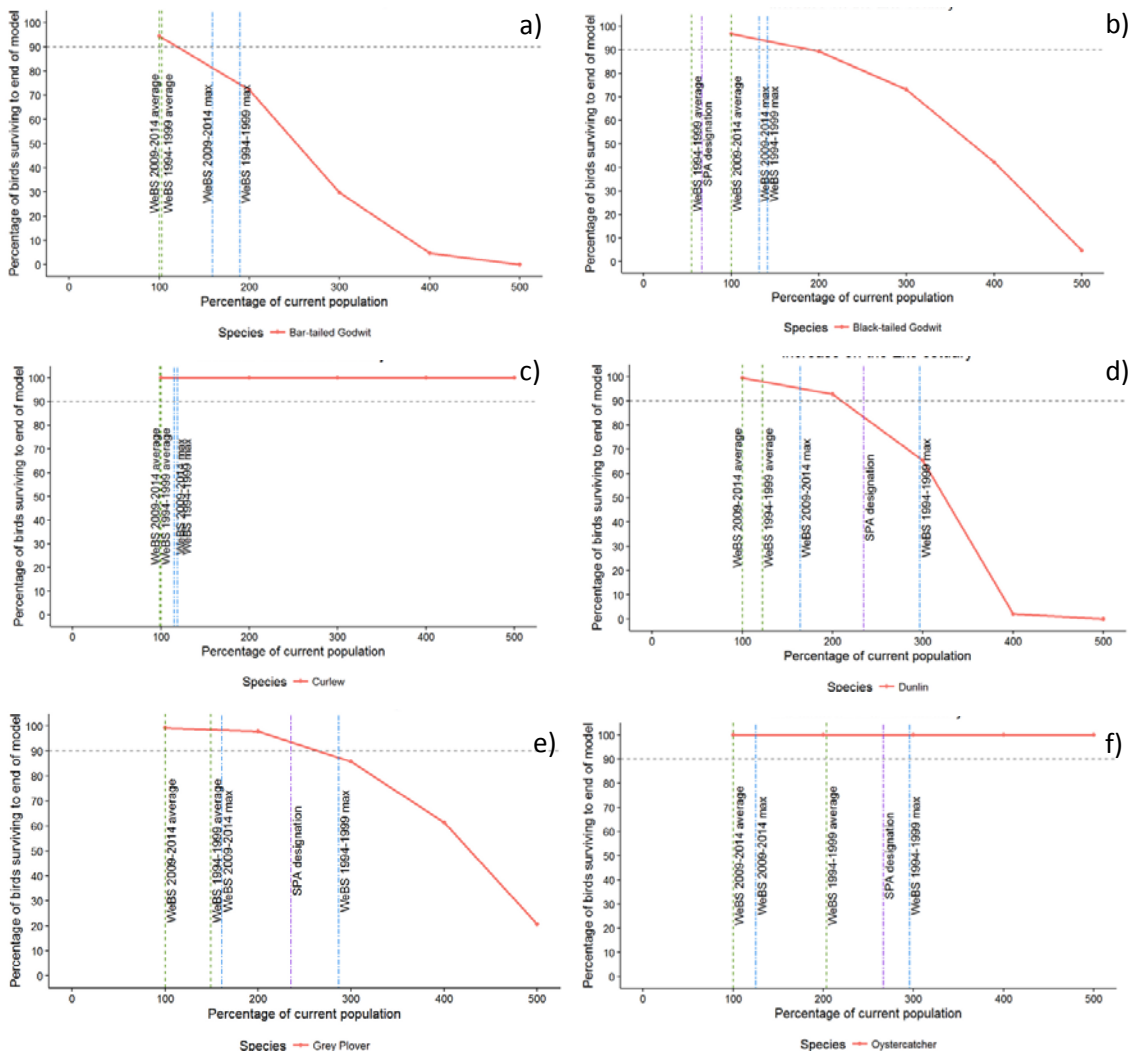 a)
Percentage of birds surviving to end of model
100
90
80
70
60
50
40
30
20
10
0
WeBS 2009-2014 average
WeBS 1994-1999 average
WeBS 2009-2014 max
WeBS 1994-1999 max
0 100 200 300 400 500
Percentage of current population
Species Bar-tailed Godwit
b)
Percentage of birds surviving to end of model
100
90
80
70
60
50
40
30
20
10
0
WeBS 1994-1999 average
SPA designation
WeBS 2009-2014 average
WeBS 2009-2014 max
WeBS 1994-1999 max
0 100 200 300 400 500
Percentage of current population
Species Black-tailed Godwit
c)
Percentage of birds surviving to end of model
100
90
80
70
60
50
40
30
20
10
0
WeBS 2009-2014 average
WeBS 1994-1999 average
WeBS 2009-2014 max
WeBS 1994-1999 max
0 100 200 300 400 500
Percentage of current population
Species Curlew
d)
Percentage of birds surviving to end of model
100
90
80
70
60
50
40
30
20
10
0
WeBS 2009-2014 average
WeBS 1994-1999 average
WeBS 2009-2014 max
SPA designation
WeBS 1994-1999 max
0 100 200 300 400 500
Percentage of current population
Species Dunlin
e)
Percentage of birds surviving to end of model
100
90
80
70
60
50
40
30
20
10
0
WeBS 2009-2014 average
WeBS 1994-1999 average
WeBS 2009-2014 max
SPA designation
WeBS 1994-1999 max
0 100 200 300 400 500
Percentage of current population
Species Grey Plover
f)
Percentage of birds surviving to end of model
100
90
80
70
60
50
40
30
20
10
0
WeBS 2009-2014 average
WeBS 2009-2014 max
WeBS 1994-1999 average
SPA designation
WeBS 1994-1999 max
0 100 200 300 400 500
Percentage of current population
Species Oystercatcher